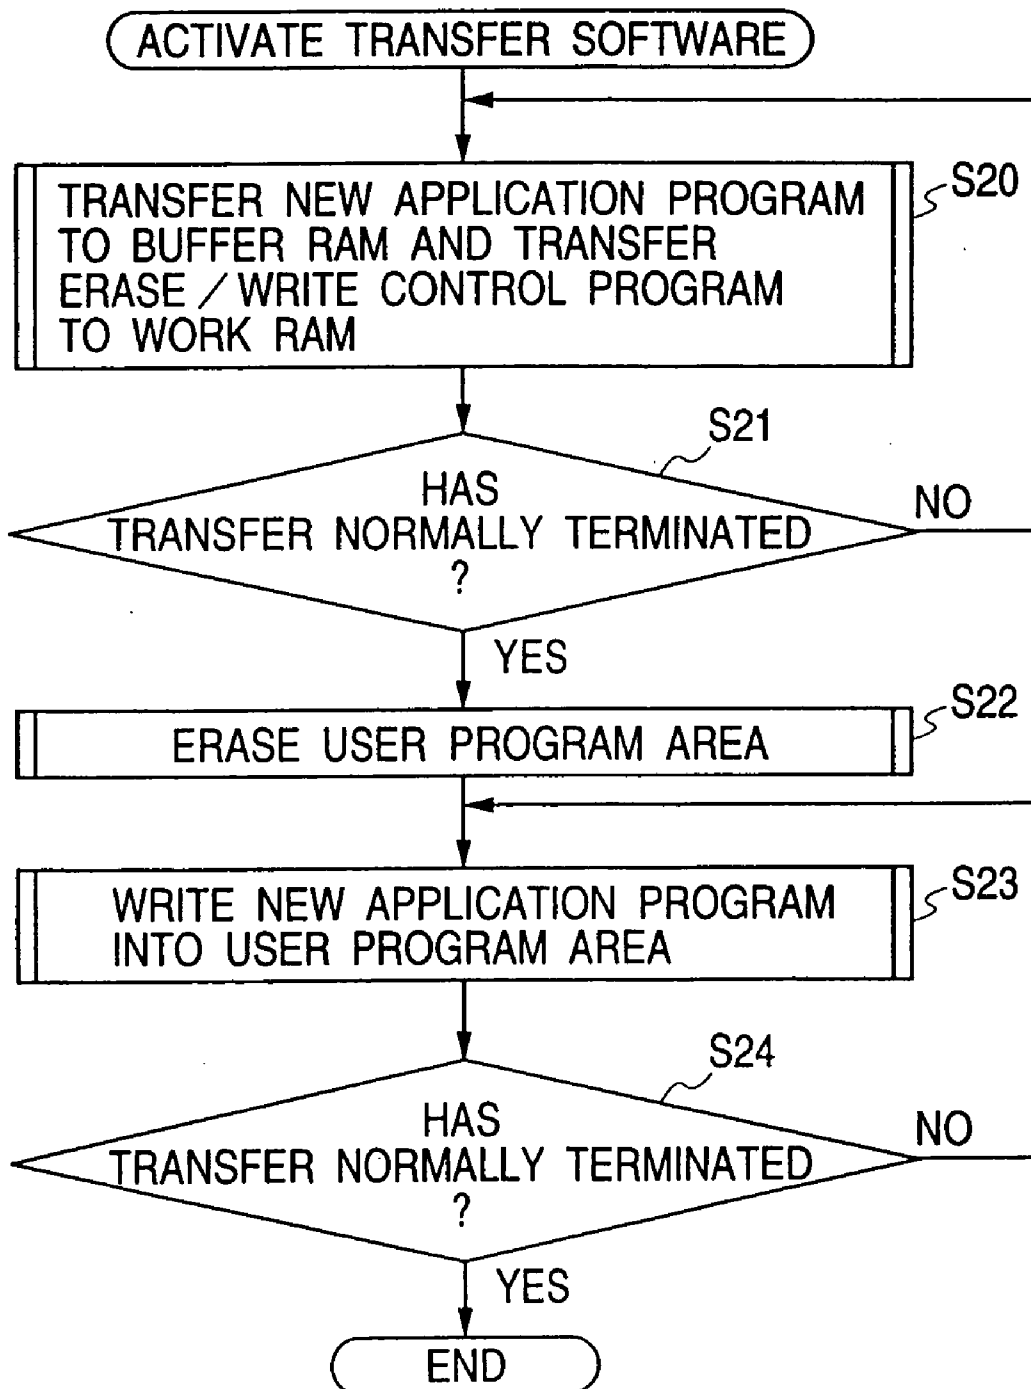 ACTIVATE TRANSFER SOFTWARE
S20
TRANSFER NEW APPLICATION PROGRAM
TO BUFFER RAM AND TRANSFER
ERASE / WRITE CONTROL PROGRAM
TO WORK RAM
S21
HAS
TRANSFER NORMALLY TERMINATED
?
NO
YES
S22
ERASE USER PROGRAM AREA
S23
WRITE NEW APPLICATION PROGRAM
INTO USER PROGRAM AREA
S24
HAS
TRANSFER NORMALLY TERMINATED
?
NO
YES
END